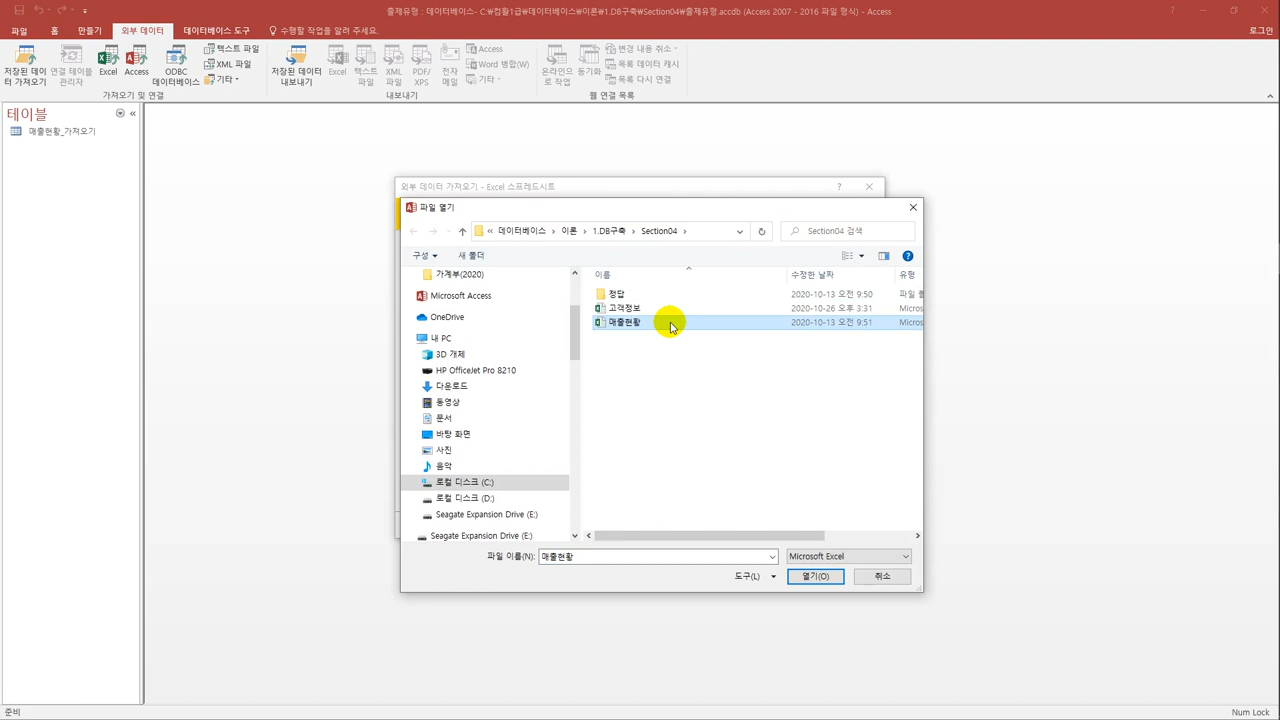 출제유형 : 데이터베이스- C:₩컴활1급₩데이터베이스₩이론₩1.DB구축₩Section04₩출제유형.accdb (Access 2007 - 2016 파일 형식) - Access
파일 홈 만들기 외부 데이터 데이터베이스 도구 수행할 작업을 알려 주세요. 로그인
저장된 데이터 가져오기
연결 테이블 관리자
Excel
Access
ODBC 데이터베이스
텍스트 파일
XML 파일
기타
가져오기 및 연결
저장된 데이터 내보내기
Excel
텍스트 파일
XML 파일
PDF/XPS
전자 메일
Access
Word 병합(W)
기타
내보내기
온라인으로 작업
동기화
변경 내용 취소
목록 데이터 캐시
목록 다시 연결
웹 연결 목록
테이블
매출현황_가져오기
외부 데이터 가져오기 - Excel 스프레드시트
파일 열기
« 데이터베이스 › 이론 › 1.DB구축 › Section04 ›
Section04 검색
구성 새 폴더
가계부(2020)
Microsoft Access
OneDrive
내 PC
3D 개체
HP OfficeJet Pro 8210
다운로드
동영상
문서
바탕 화면
사진
음악
로컬 디스크 (C:)
로컬 디스크 (D:)
Seagate Expansion Drive (E:)
Seagate Expansion Drive (E:)
이름 수정한 날짜 유형
정답 2020-10-13 오전 9:50 파일 폴
고객정보 2020-10-26 오후 3:31 Micros
매출현황 2020-10-13 오전 9:51 Micros
파일 이름(N): 매출현황 Microsoft Excel
도구(L) 열기(O) 취소
준비 Num Lock